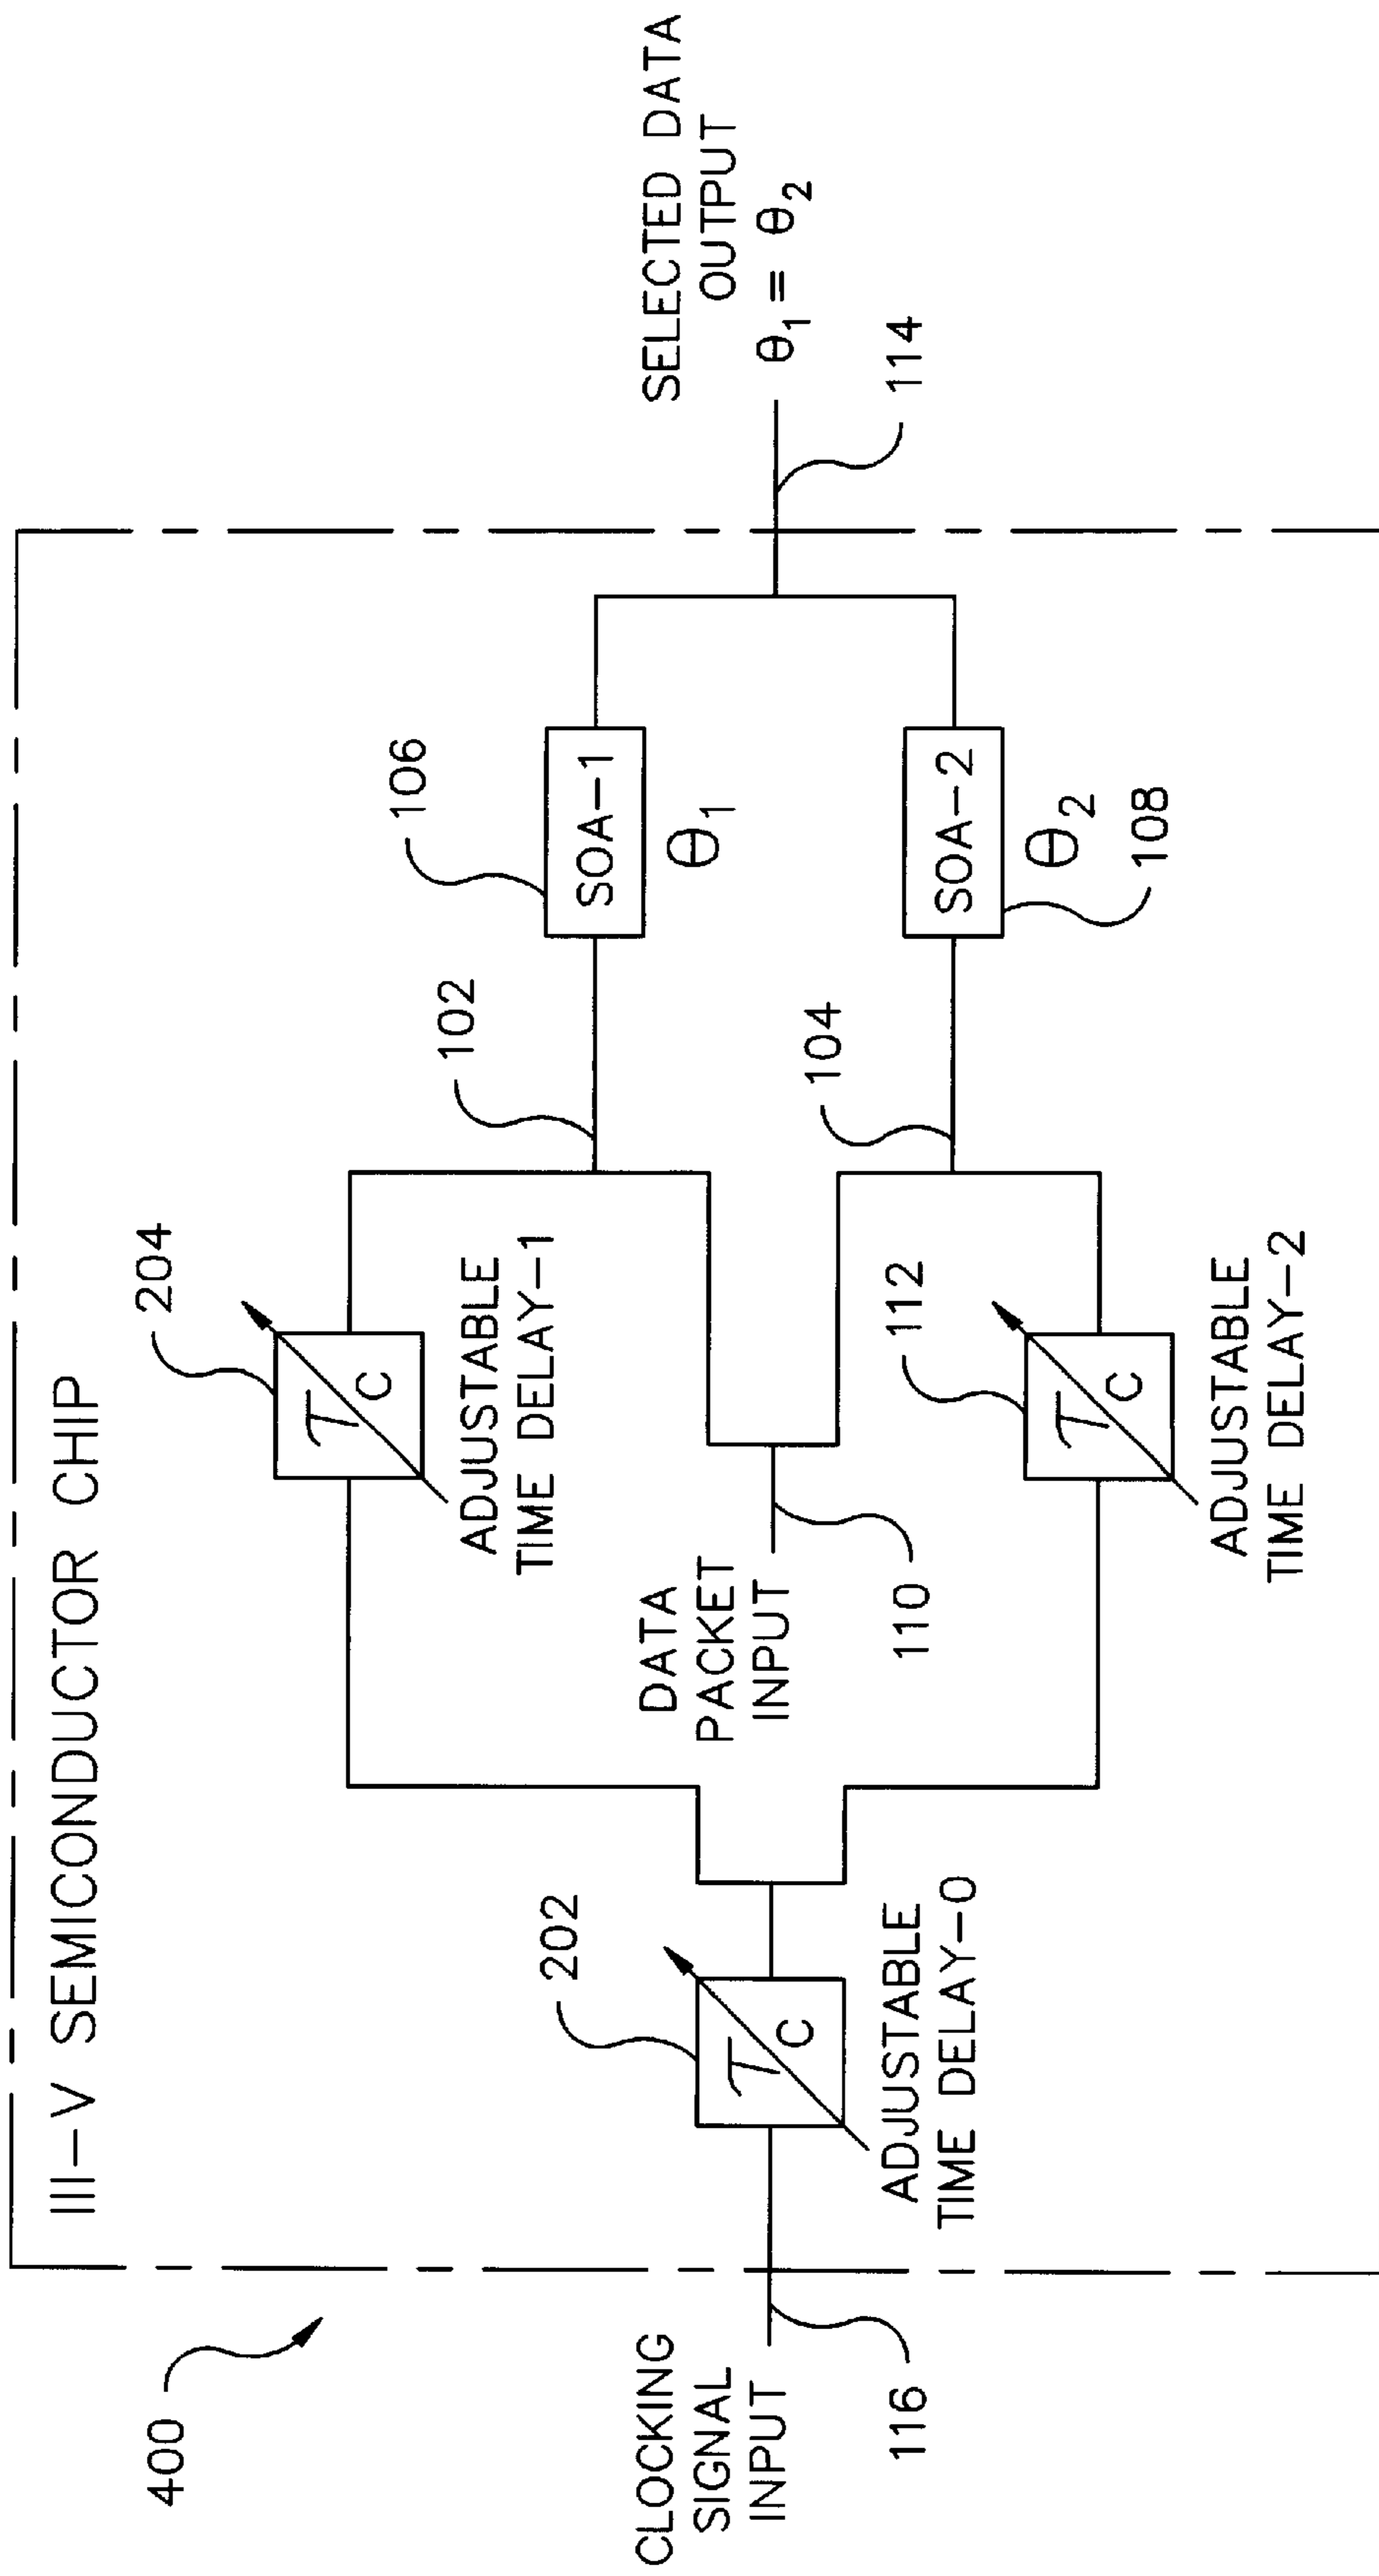 400
III-V SEMICONDUCTOR CHIP
CLOCKING
SIGNAL
INPUT
116
202
τ
C
ADJUSTABLE
TIME DELAY-0
204
τ
C
ADJUSTABLE
TIME DELAY-1
DATA
PACKET
INPUT
110
112
τ
C
ADJUSTABLE
TIME DELAY-2
102
104
106
SOA-1
θ1
SOA-2
θ2
108
SELECTED DATA
OUTPUT
θ1 = θ2
114